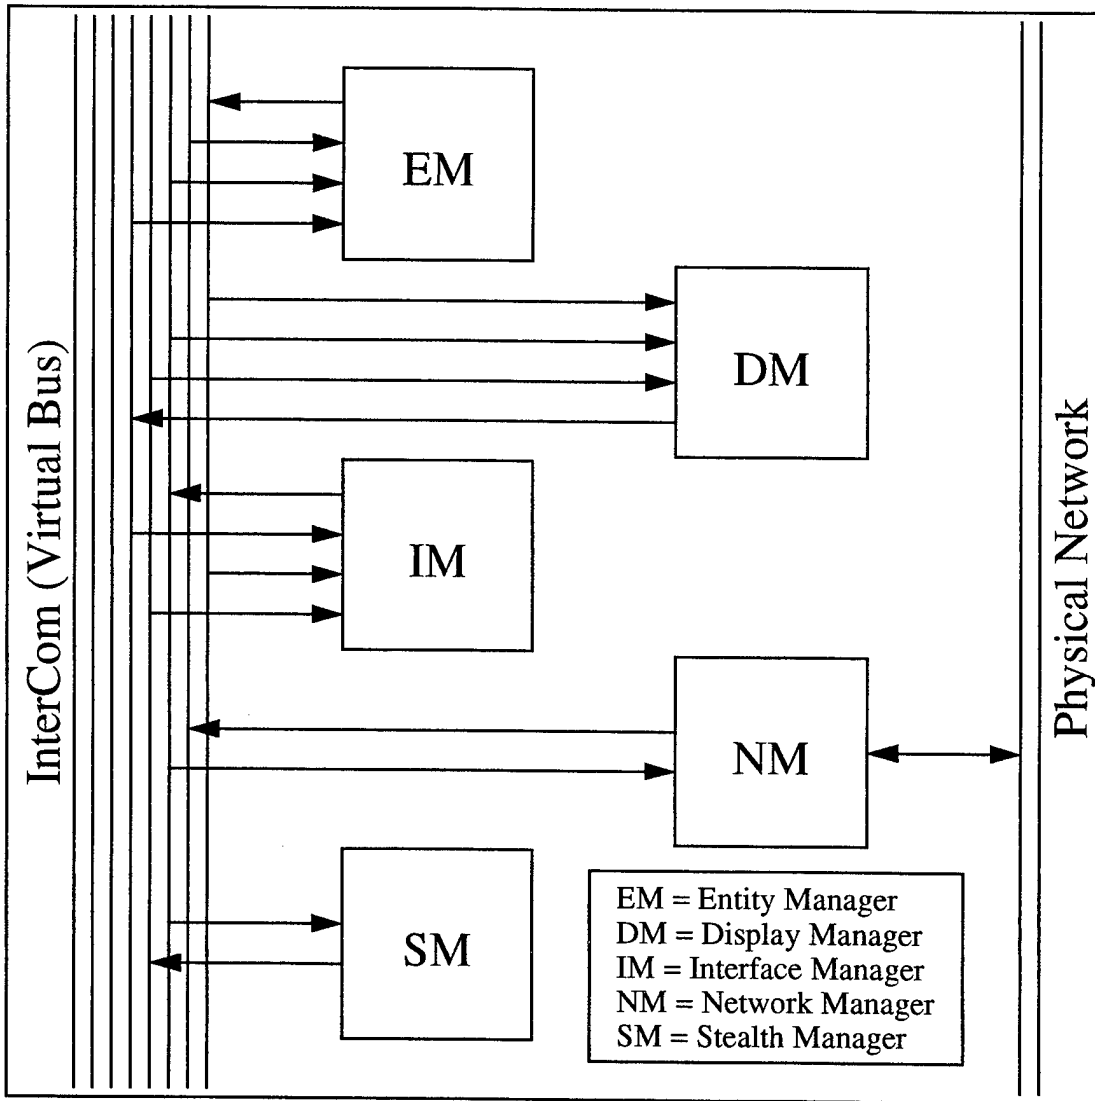 InterCom (Virtual Bus)
EM
DM
IM
NM
SM
Physical Network
EM = Entity Manager
DM = Display Manager
IM = Interface Manager
NM = Network Manager
SM = Stealth Manager